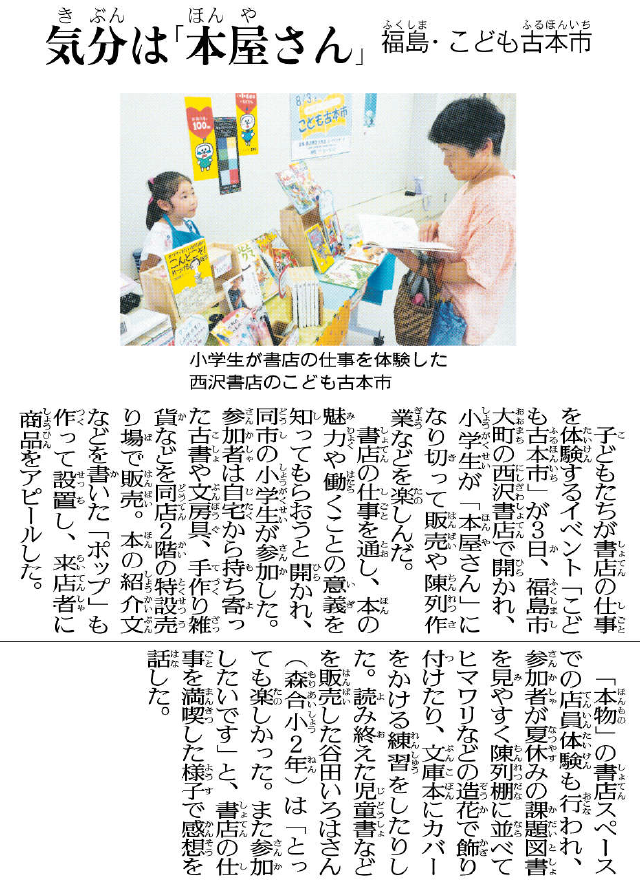 気分は「本屋さん」
福島・こども古本市
100
8/3
こども古本市
こんとごぞ!
小学生が書店の仕事を体験した
西沢書店のこども古本市
子どもたちが書店の仕事
を体験するイベント「こど
も古本市」が3日、福島市
大町の西沢書店で開かれ、
小学生が「本屋さん」に
なり切って販売や陳列作
業などを楽しんだ。
書店の仕事を通し、本の
魅力や働くことの意義を
知ってもらおうと開かれ、
同市の小学生が参加した。
参加者は自宅から持ち寄っ
た古書や文房具、手作り雑
貨などを同店2階の特設売
り場で販売。本の紹介文
などを書いた「ポップ」も
作って設置し、来店者に
商品をアピールした。
「本物」の書店スペース
での店員体験も行われ、
参加者が夏休みの課題図書
を見やすく陳列棚に並べて
ヒマワリなどの造花で飾り
付けたり、文庫本にカバー
をかける練習をしたりし
た。読み終えた児童書など
を販売した谷田いろはさん
(森合小2年)は「とっ
ても楽しかった。また参加
したいです」と、書店の仕
事を満喫した様子で感想を
話した。